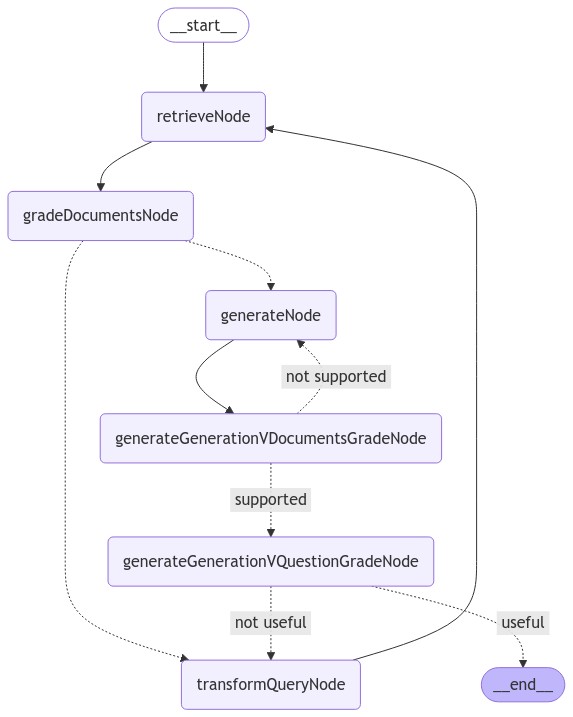 __start__
retrieveNode
gradeDocumentsNode
generateNode
not supported
generateGenerationVDocumentsGradeNode
supported
generateGenerationVQuestionGradeNode
not useful
useful
transformQueryNode
__end__